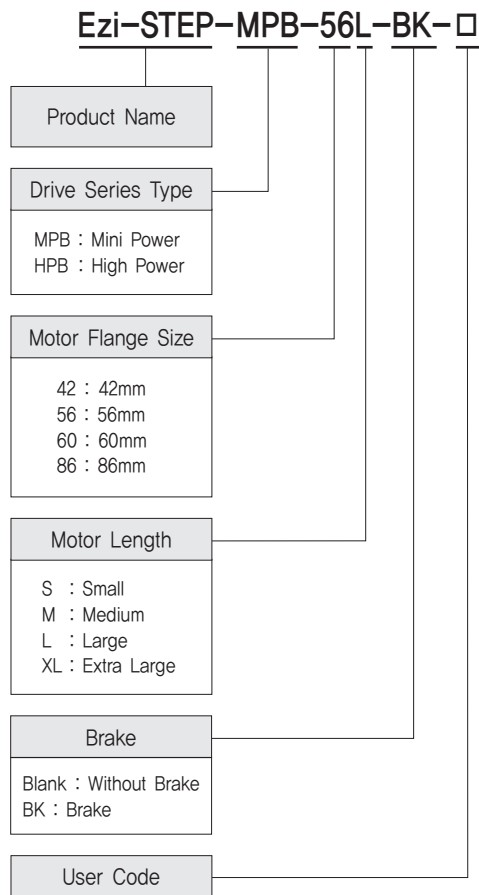 Ezi-STEP-MPB-56L-BK-□
Product Name
Drive Series Type
MPB : Mini Power
HPB : High Power
Motor Flange Size
42 : 42mm
56 : 56mm
60 : 60mm
86 : 86mm
Motor Length
S : Small
M : Medium
L : Large
XL : Extra Large
Brake
Blank : Without Brake
BK : Brake
User Code